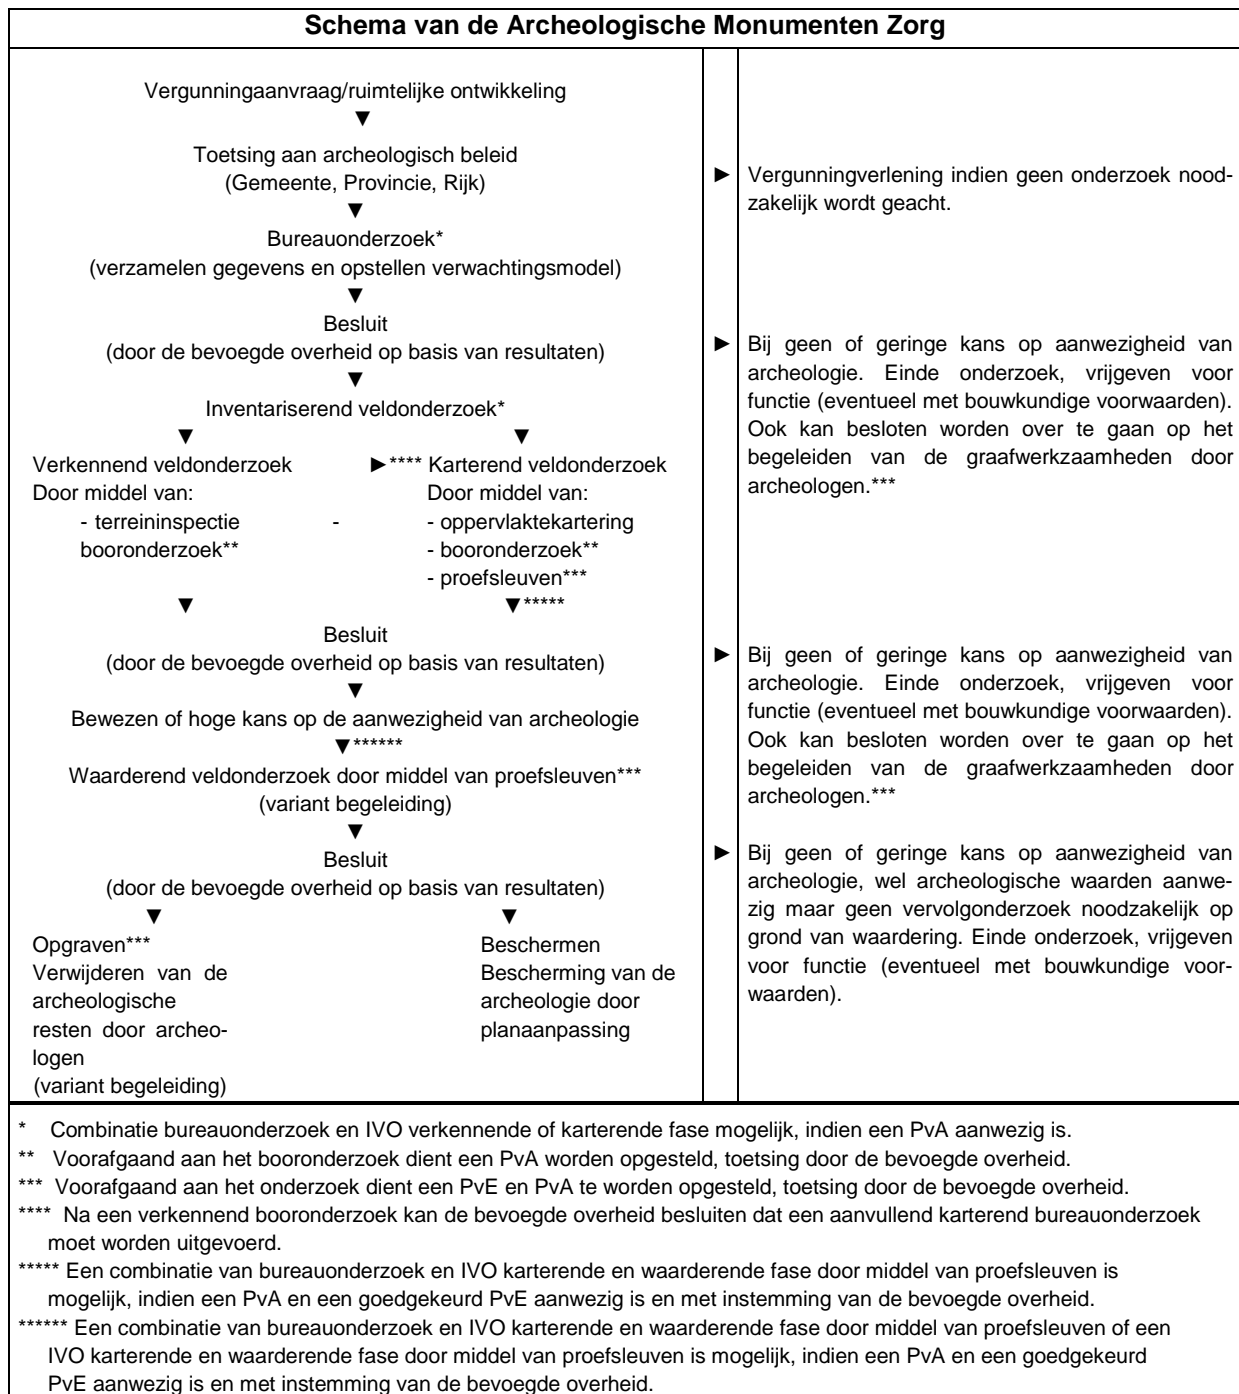 Schema van de Archeologische Monumenten Zorg
Vergunningaanvraag/ruimtelijke ontwikkeling
▼
Toetsing aan archeologisch beleid
(Gemeente, Provincie, Rijk)
▼
Bureauonderzoek*
(verzamelen gegevens en opstellen verwachtingsmodel)
▼
Besluit
(door de bevoegde overheid op basis van resultaten)
▼
Inventariserend veldonderzoek*
▼ ▼
Verkennend veldonderzoek ►**** Karterend veldonderzoek
Door middel van: Door middel van:
- terreininspectie - - oppervlaktekartering
booronderzoek** - booronderzoek**
- proefsleuven***
▼ ▼*****
Besluit
(door de bevoegde overheid op basis van resultaten)
▼
Bewezen of hoge kans op de aanwezigheid van archeologie
▼******
Waarderend veldonderzoek door middel van proefsleuven***
(variant begeleiding)
▼
Besluit
(door de bevoegde overheid op basis van resultaten)
▼ ▼
Opgraven*** Beschermen
Verwijderen van de Bescherming van de
archeologische archeologie door
resten door archeo- planaanpassing
logen
(variant begeleiding)
► Vergunningverlening indien geen onderzoek nood-
zakelijk wordt geacht.
► Bij geen of geringe kans op aanwezigheid van
archeologie. Einde onderzoek, vrijgeven voor
functie (eventueel met bouwkundige voorwaarden).
Ook kan besloten worden over te gaan op het
begeleiden van de graafwerkzaamheden door
archeologen.***
► Bij geen of geringe kans op aanwezigheid van
archeologie. Einde onderzoek, vrijgeven voor
functie (eventueel met bouwkundige voorwaarden).
Ook kan besloten worden over te gaan op het
begeleiden van de graafwerkzaamheden door
archeologen.***
► Bij geen of geringe kans op aanwezigheid van
archeologie, wel archeologische waarden aanwe-
zig maar geen vervolgonderzoek noodzakelijk op
grond van waardering. Einde onderzoek, vrijgeven
voor functie (eventueel met bouwkundige voor-
waarden).
* Combinatie bureauonderzoek en IVO verkennende of karterende fase mogelijk, indien een PvA aanwezig is.
** Voorafgaand aan het booronderzoek dient een PvA worden opgesteld, toetsing door de bevoegde overheid.
*** Voorafgaand aan het onderzoek dient een PvE en PvA te worden opgesteld, toetsing door de bevoegde overheid.
**** Na een verkennend booronderzoek kan de bevoegde overheid besluiten dat een aanvullend karterend bureauonderzoek
moet worden uitgevoerd.
***** Een combinatie van bureauonderzoek en IVO karterende en waarderende fase door middel van proefsleuven is
mogelijk, indien een PvA en een goedgekeurd PvE aanwezig is en met instemming van de bevoegde overheid.
****** Een combinatie van bureauonderzoek en IVO karterende en waarderende fase door middel van proefsleuven of een
IVO karterende en waarderende fase door middel van proefsleuven is mogelijk, indien een PvA en een goedgekeurd
PvE aanwezig is en met instemming van de bevoegde overheid.